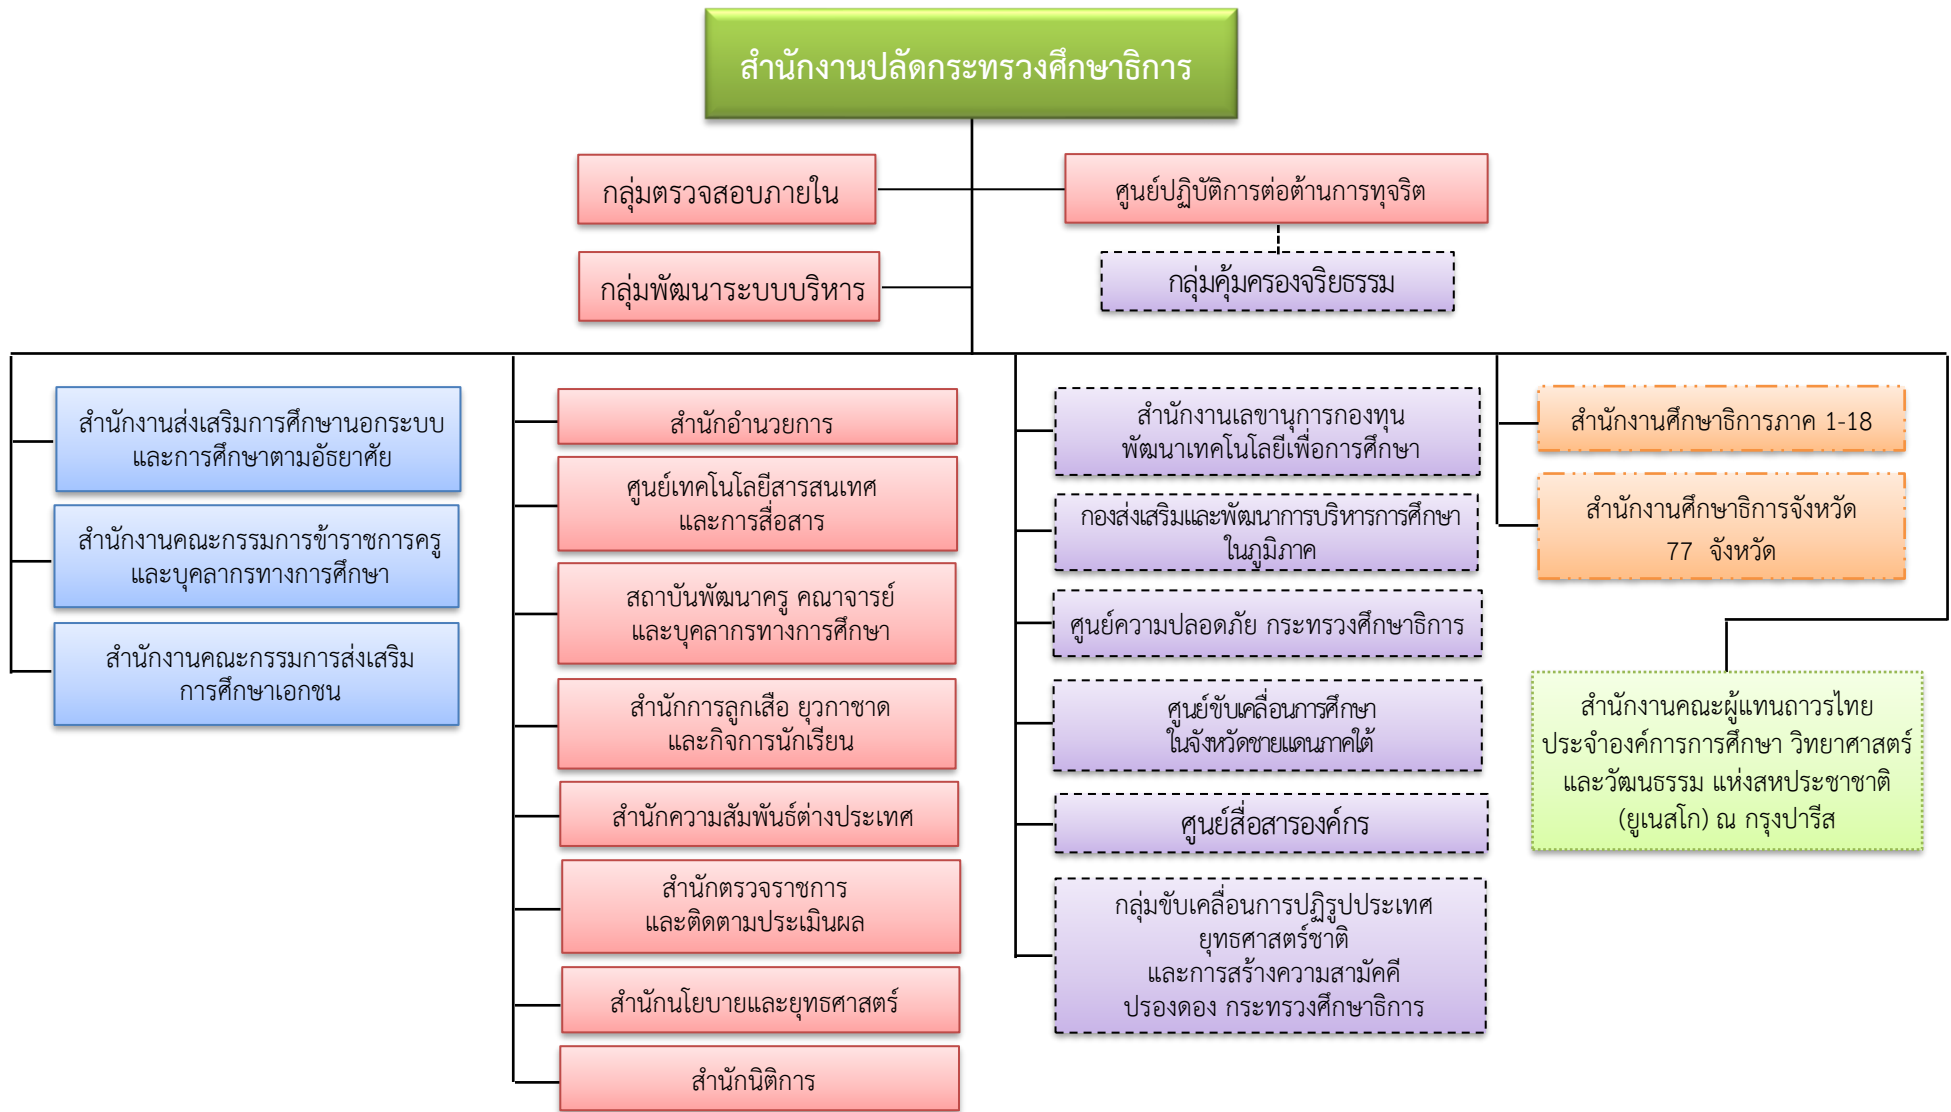 สำนักงานปลัดกระทรวงศึกษาธิการ
กลุ่มตรวจสอบภายใน
ศูนย์ปฏิบัติการต่อต้านการทุจริต
กลุ่มพัฒนาระบบบริหาร
กลุ่มคุ้มครองจริยธรรม
สำนักงานส่งเสริมการศึกษานอกระบบ
และการศึกษาตามอัธยาศัย
สำนักงานคณะกรรมการข้าราชการครู
และบุคลากรทางการศึกษา
สำนักงานคณะกรรมการส่งเสริม
การศึกษาเอกชน
สำนักอำนวยการ
ศูนย์เทคโนโลยีสารสนเทศ
และการสื่อสาร
สถาบันพัฒนาครู คณาจารย์
และบุคลากรทางการศึกษา
สำนักการลูกเสือ ยุวกาชาด
และกิจการนักเรียน
สำนักความสัมพันธ์ต่างประเทศ
สำนักตรวจราชการ
และติดตามประเมินผล
สำนักนโยบายและยุทธศาสตร์
สำนักนิติการ
สำนักงานเลขานุการกองทุน
พัฒนาเทคโนโลยีเพื่อการศึกษา
กองส่งเสริมและพัฒนาการบริหารการศึกษา
ในภูมิภาค
ศูนย์ความปลอดภัย กระทรวงศึกษาธิการ
ศูนย์ขับเคลื่อนการศึกษา
ในจังหวัดชายแดนภาคใต้
ศูนย์สื่อสารองค์กร
กลุ่มขับเคลื่อนการปฏิรูปประเทศ
ยุทธศาสตร์ชาติ
และการสร้างความสามัคคี
ปรองดอง กระทรวงศึกษาธิการ
สำนักงานศึกษาธิการภาค 1-18
สำนักงานศึกษาธิการจังหวัด
77 จังหวัด
สำนักงานคณะผู้แทนถาวรไทย
ประจำองค์การการศึกษา วิทยาศาสตร์
และวัฒนธรรม แห่งสหประชาชาติ
(ยูเนสโก) ณ กรุงปารีส